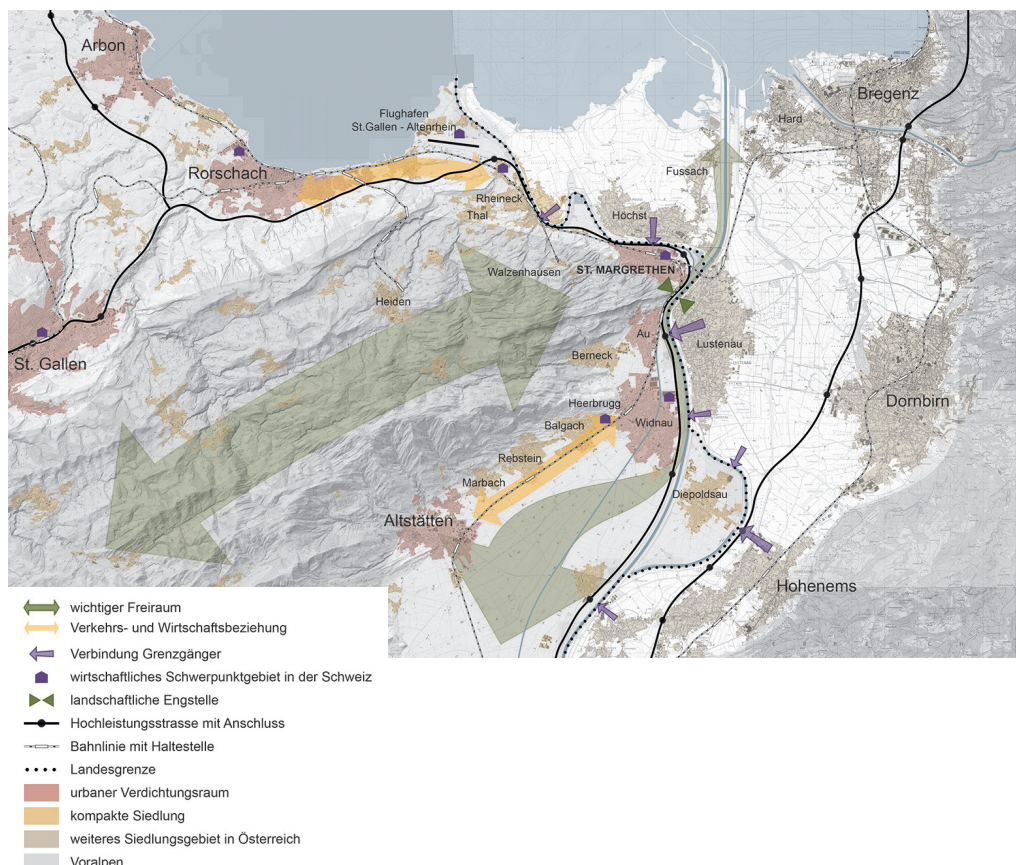 Arbon
Bregenz
Hard
Flughafen
St.Gallen - Altenrhein
Rorschach
Fussach
Rheineck
Thal
Höchst
Walzenhausen
ST. MARGRETHEN
Heiden
St. Gallen
Au
Lustenau
Berneck
Dornbirn
Heerbrugg
Balgach
Widnau
Rebstein
Marbach
Diepoldsau
Altstätten
Hohenems
wichtiger Freiraum
Verkehrs- und Wirtschaftsbeziehung
Verbindung Grenzgänger
wirtschaftliches Schwerpunktgebiet in der Schweiz
landschaftliche Engstelle
Hochleistungsstrasse mit Anschluss
Bahnlinie mit Haltestelle
Landesgrenze
urbaner Verdichtungsraum
kompakte Siedlung
weiteres Siedlungsgebiet in Österreich
Voralpen